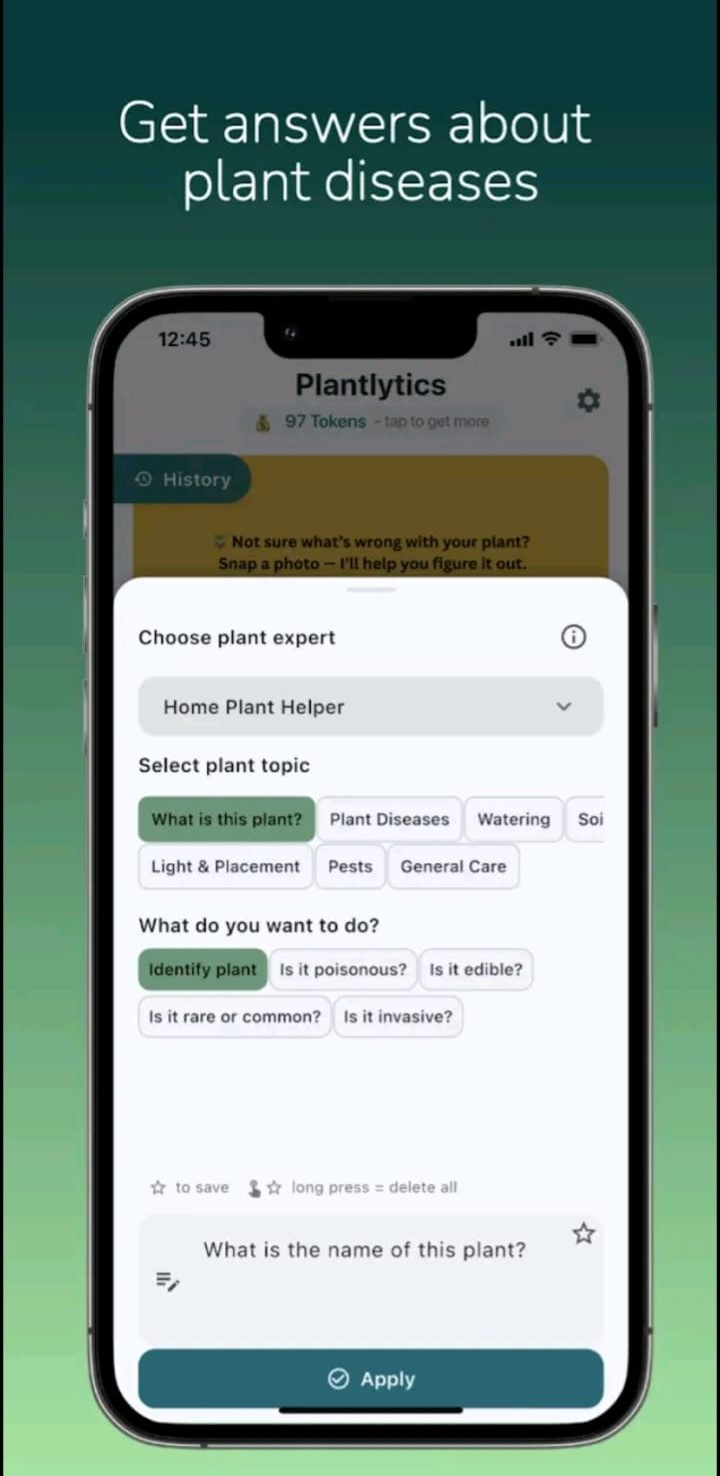 Get answers about
plant diseases
12:45
Plantlytics
97 Tokens - tap to get more
History
Not sure what's wrong with your plant?
Snap a photo – I'll help you figure it out.
Choose plant expert
Home Plant Helper
Select plant topic
What is this plant? Plant Diseases Watering Soi
Light & Placement Pests General Care
What do you want to do?
Identify plant Is it poisonous? Is it edible?
Is it rare or common? Is it invasive?
to save long press = delete all
What is the name of this plant?
Apply